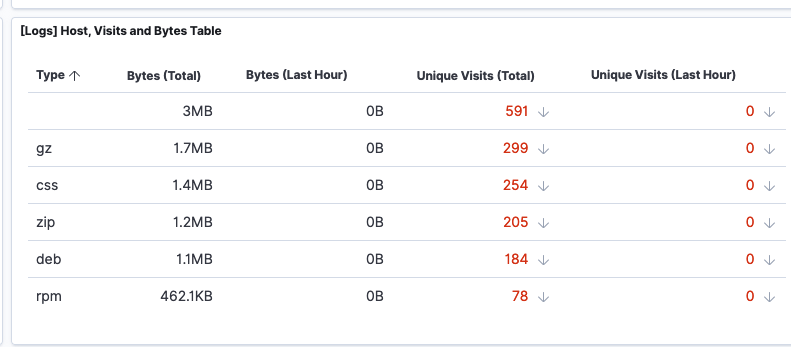 [Logs] Host, Visits and Bytes Table
Type ↑ Bytes (Total) Bytes (Last Hour) Unique Visits (Total) Unique Visits (Last Hour)
3MB 0B 591 ↓ 0 ↓
gz 1.7MB 0B 299 ↓ 0 ↓
css 1.4MB 0B 254 ↓ 0 ↓
zip 1.2MB 0B 205 ↓ 0 ↓
deb 1.1MB 0B 184 ↓ 0 ↓
rpm 462.1KB 0B 78 ↓ 0 ↓